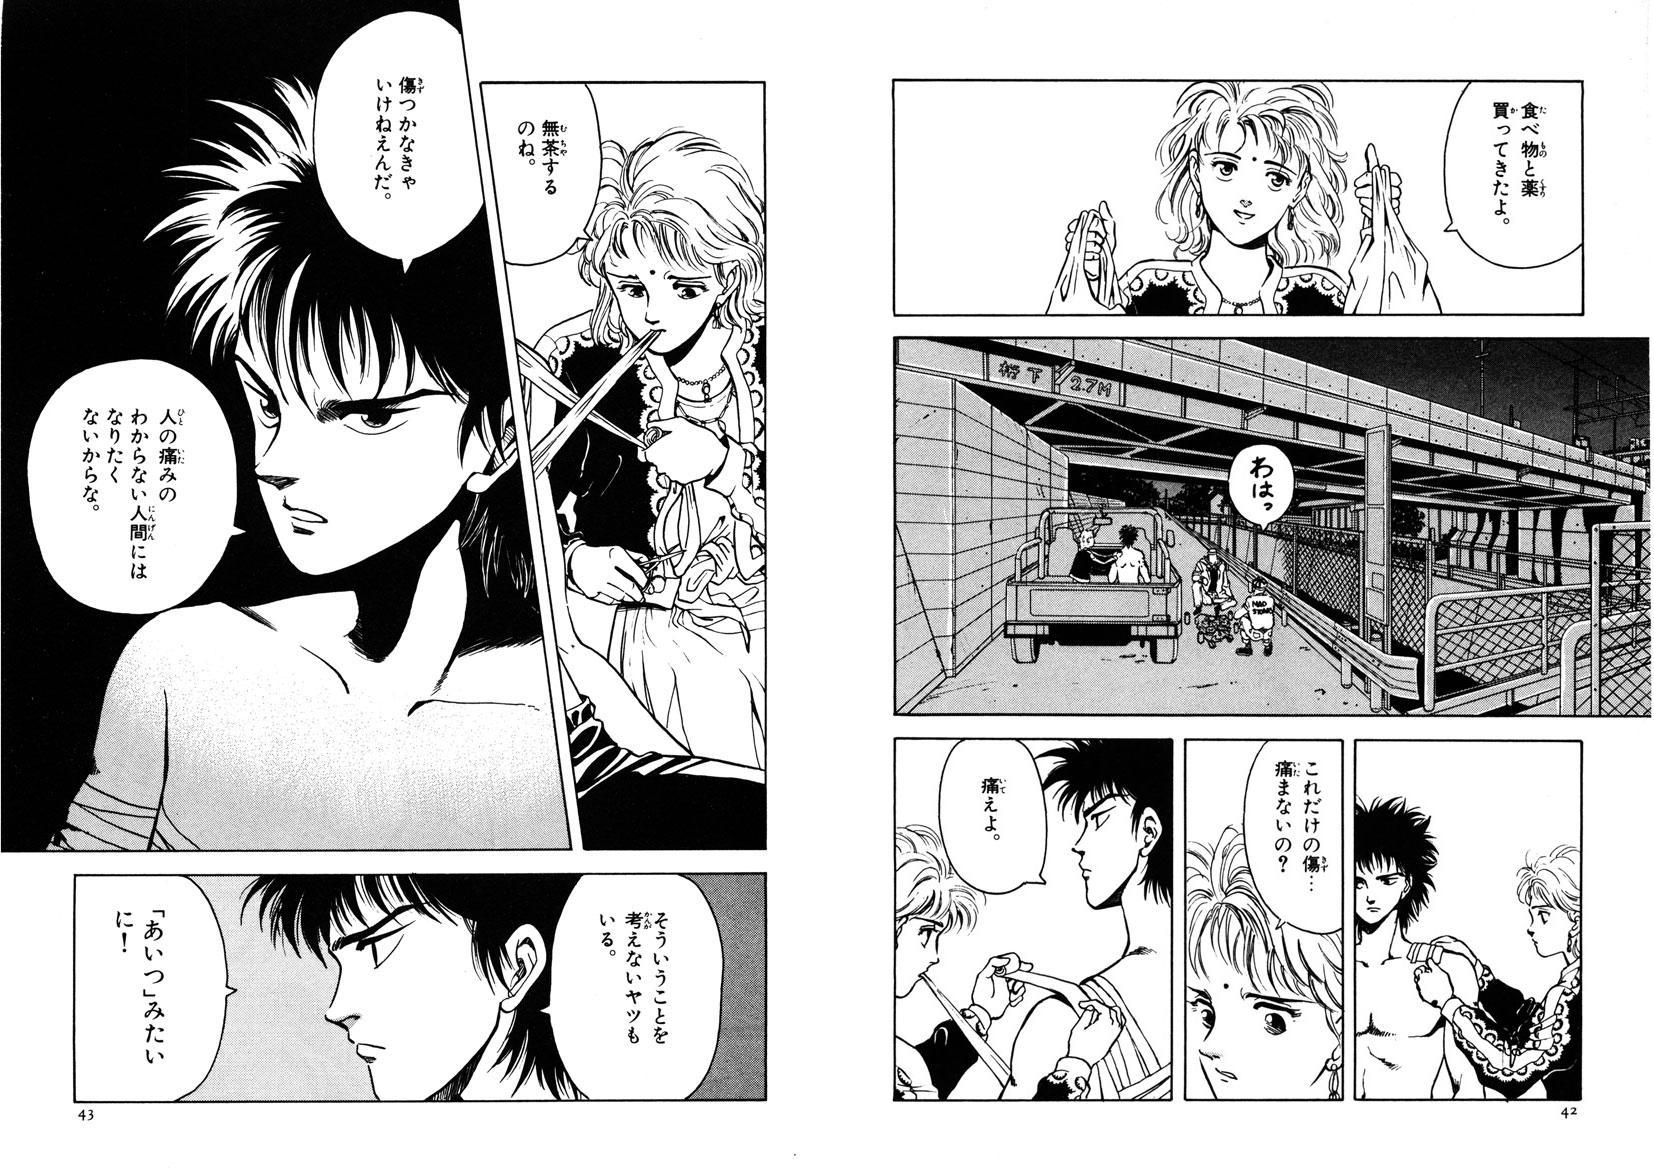 食べ物と薬
買ってきたよ。
桁下
2.7M
わはっ
MAD
これだけの傷…
痛まないの？
痛えよ。
42
無茶する
のね。
傷つかなきゃ
いけねえんだ。
人の痛みの
わからない人間には
なりたく
ないからな。
そういうことを
考えないヤツも
いる。
「あいつ」みたい
に！
43